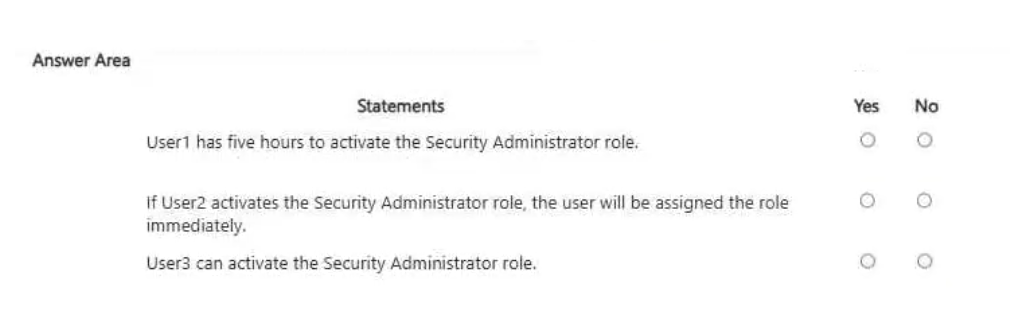 Answer Area
Statements Yes No
User1 has five hours to activate the Security Administrator role.
If User2 activates the Security Administrator role, the user will be assigned the role
immediately.
User3 can activate the Security Administrator role.